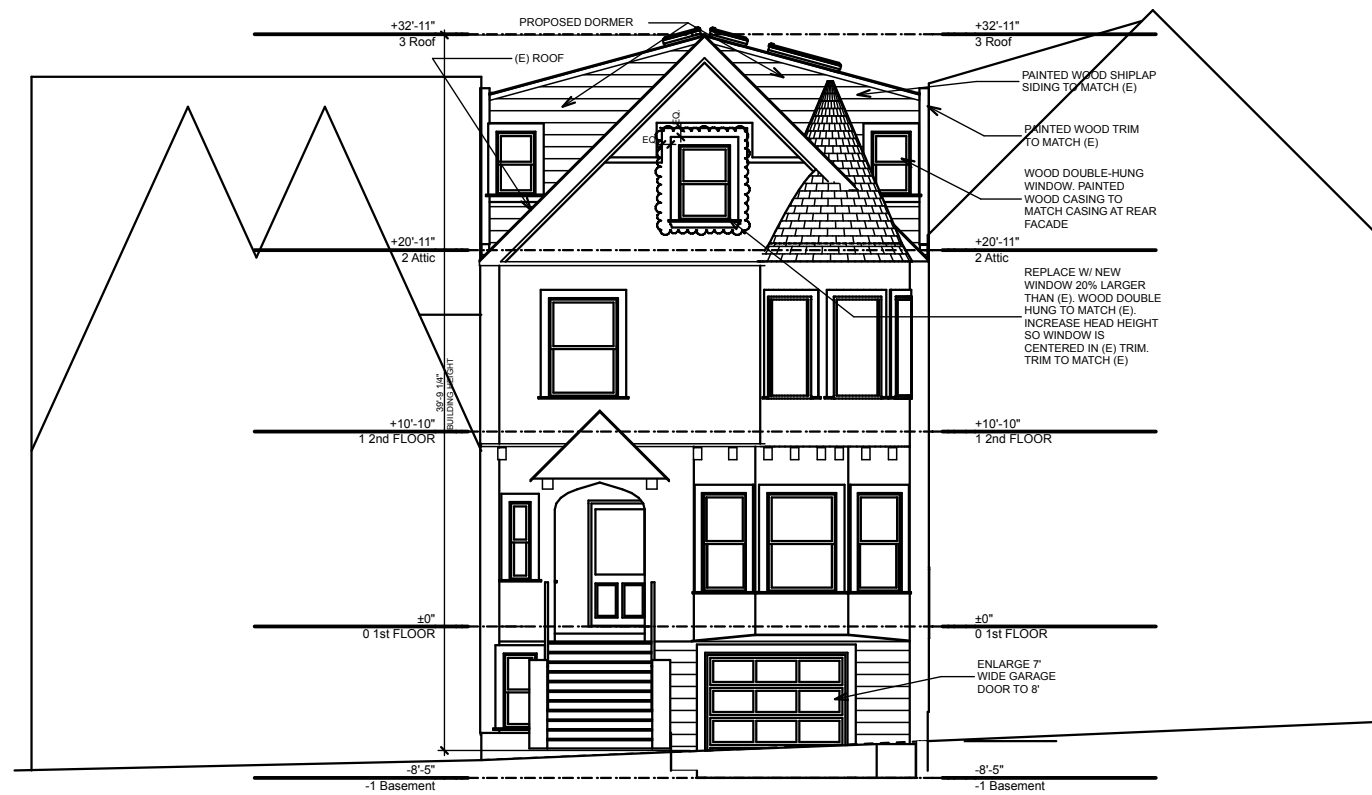 PROPOSED DORMER
+32'-11"
3 Roof
+32'-11"
3 Roof
(E) ROOF
PAINTED WOOD SHIPLAP
SIDING TO MATCH (E)
EQ.
EQ.
PAINTED WOOD TRIM
TO MATCH (E)
WOOD DOUBLE-HUNG
WINDOW. PAINTED
WOOD CASING TO
MATCH CASING AT REAR
FACADE
+20'-11"
2 Attic
+20'-11"
2 Attic
REPLACE W/ NEW
WINDOW 20% LARGER
THAN (E). WOOD DOUBLE
HUNG TO MATCH (E).
INCREASE HEAD HEIGHT
SO WINDOW IS
CENTERED IN (E) TRIM.
TRIM TO MATCH (E)
39'-9 1/4"
BUILDING HEIGHT
+10'-10"
1 2nd FLOOR
+10'-10"
1 2nd FLOOR
±0"
0 1st FLOOR
±0"
0 1st FLOOR
ENLARGE 7'
WIDE GARAGE
DOOR TO 8'
-8'-5"
-1 Basement
-8'-5"
-1 Basement